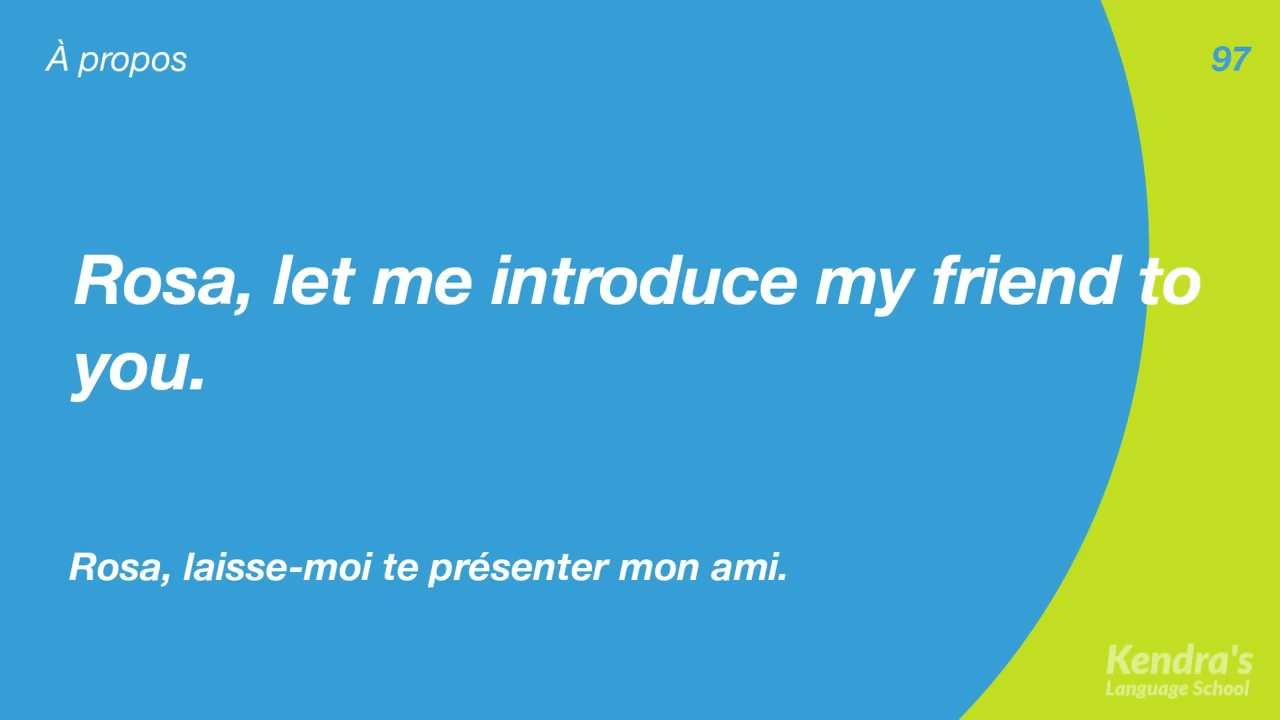 À propos
97
Rosa, let me introduce my friend to
you.
Rosa, laisse-moi te présenter mon ami.
Kendra's
Language School